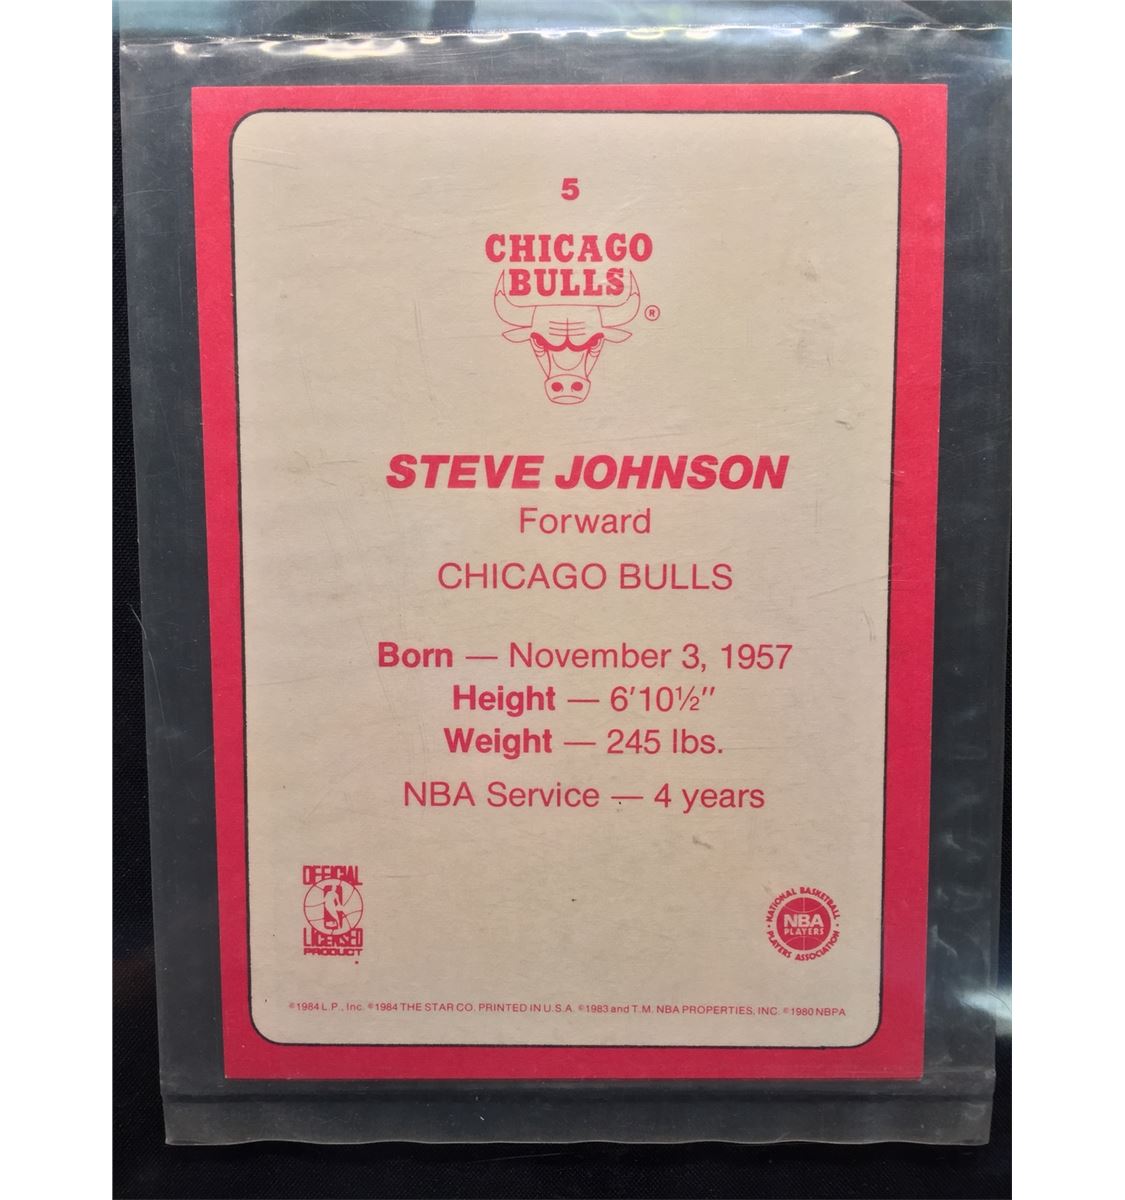 5
CHICAGO
BULLS
®
STEVE JOHNSON
Forward
CHICAGO BULLS
Born — November 3, 1957
Height — 6'10½"
Weight — 245 lbs.
NBA Service — 4 years
OFFICIAL
LICENSED
PRODUCT
NATIONAL BASKETBALL
NBA
PLAYERS
PLAYERS ASSOCIATION
©1984 L.P., Inc. ©1984 THE STAR CO. PRINTED IN U.S.A. ©1983 and T.M. NBA PROPERTIES, INC. ©1980 NBPA